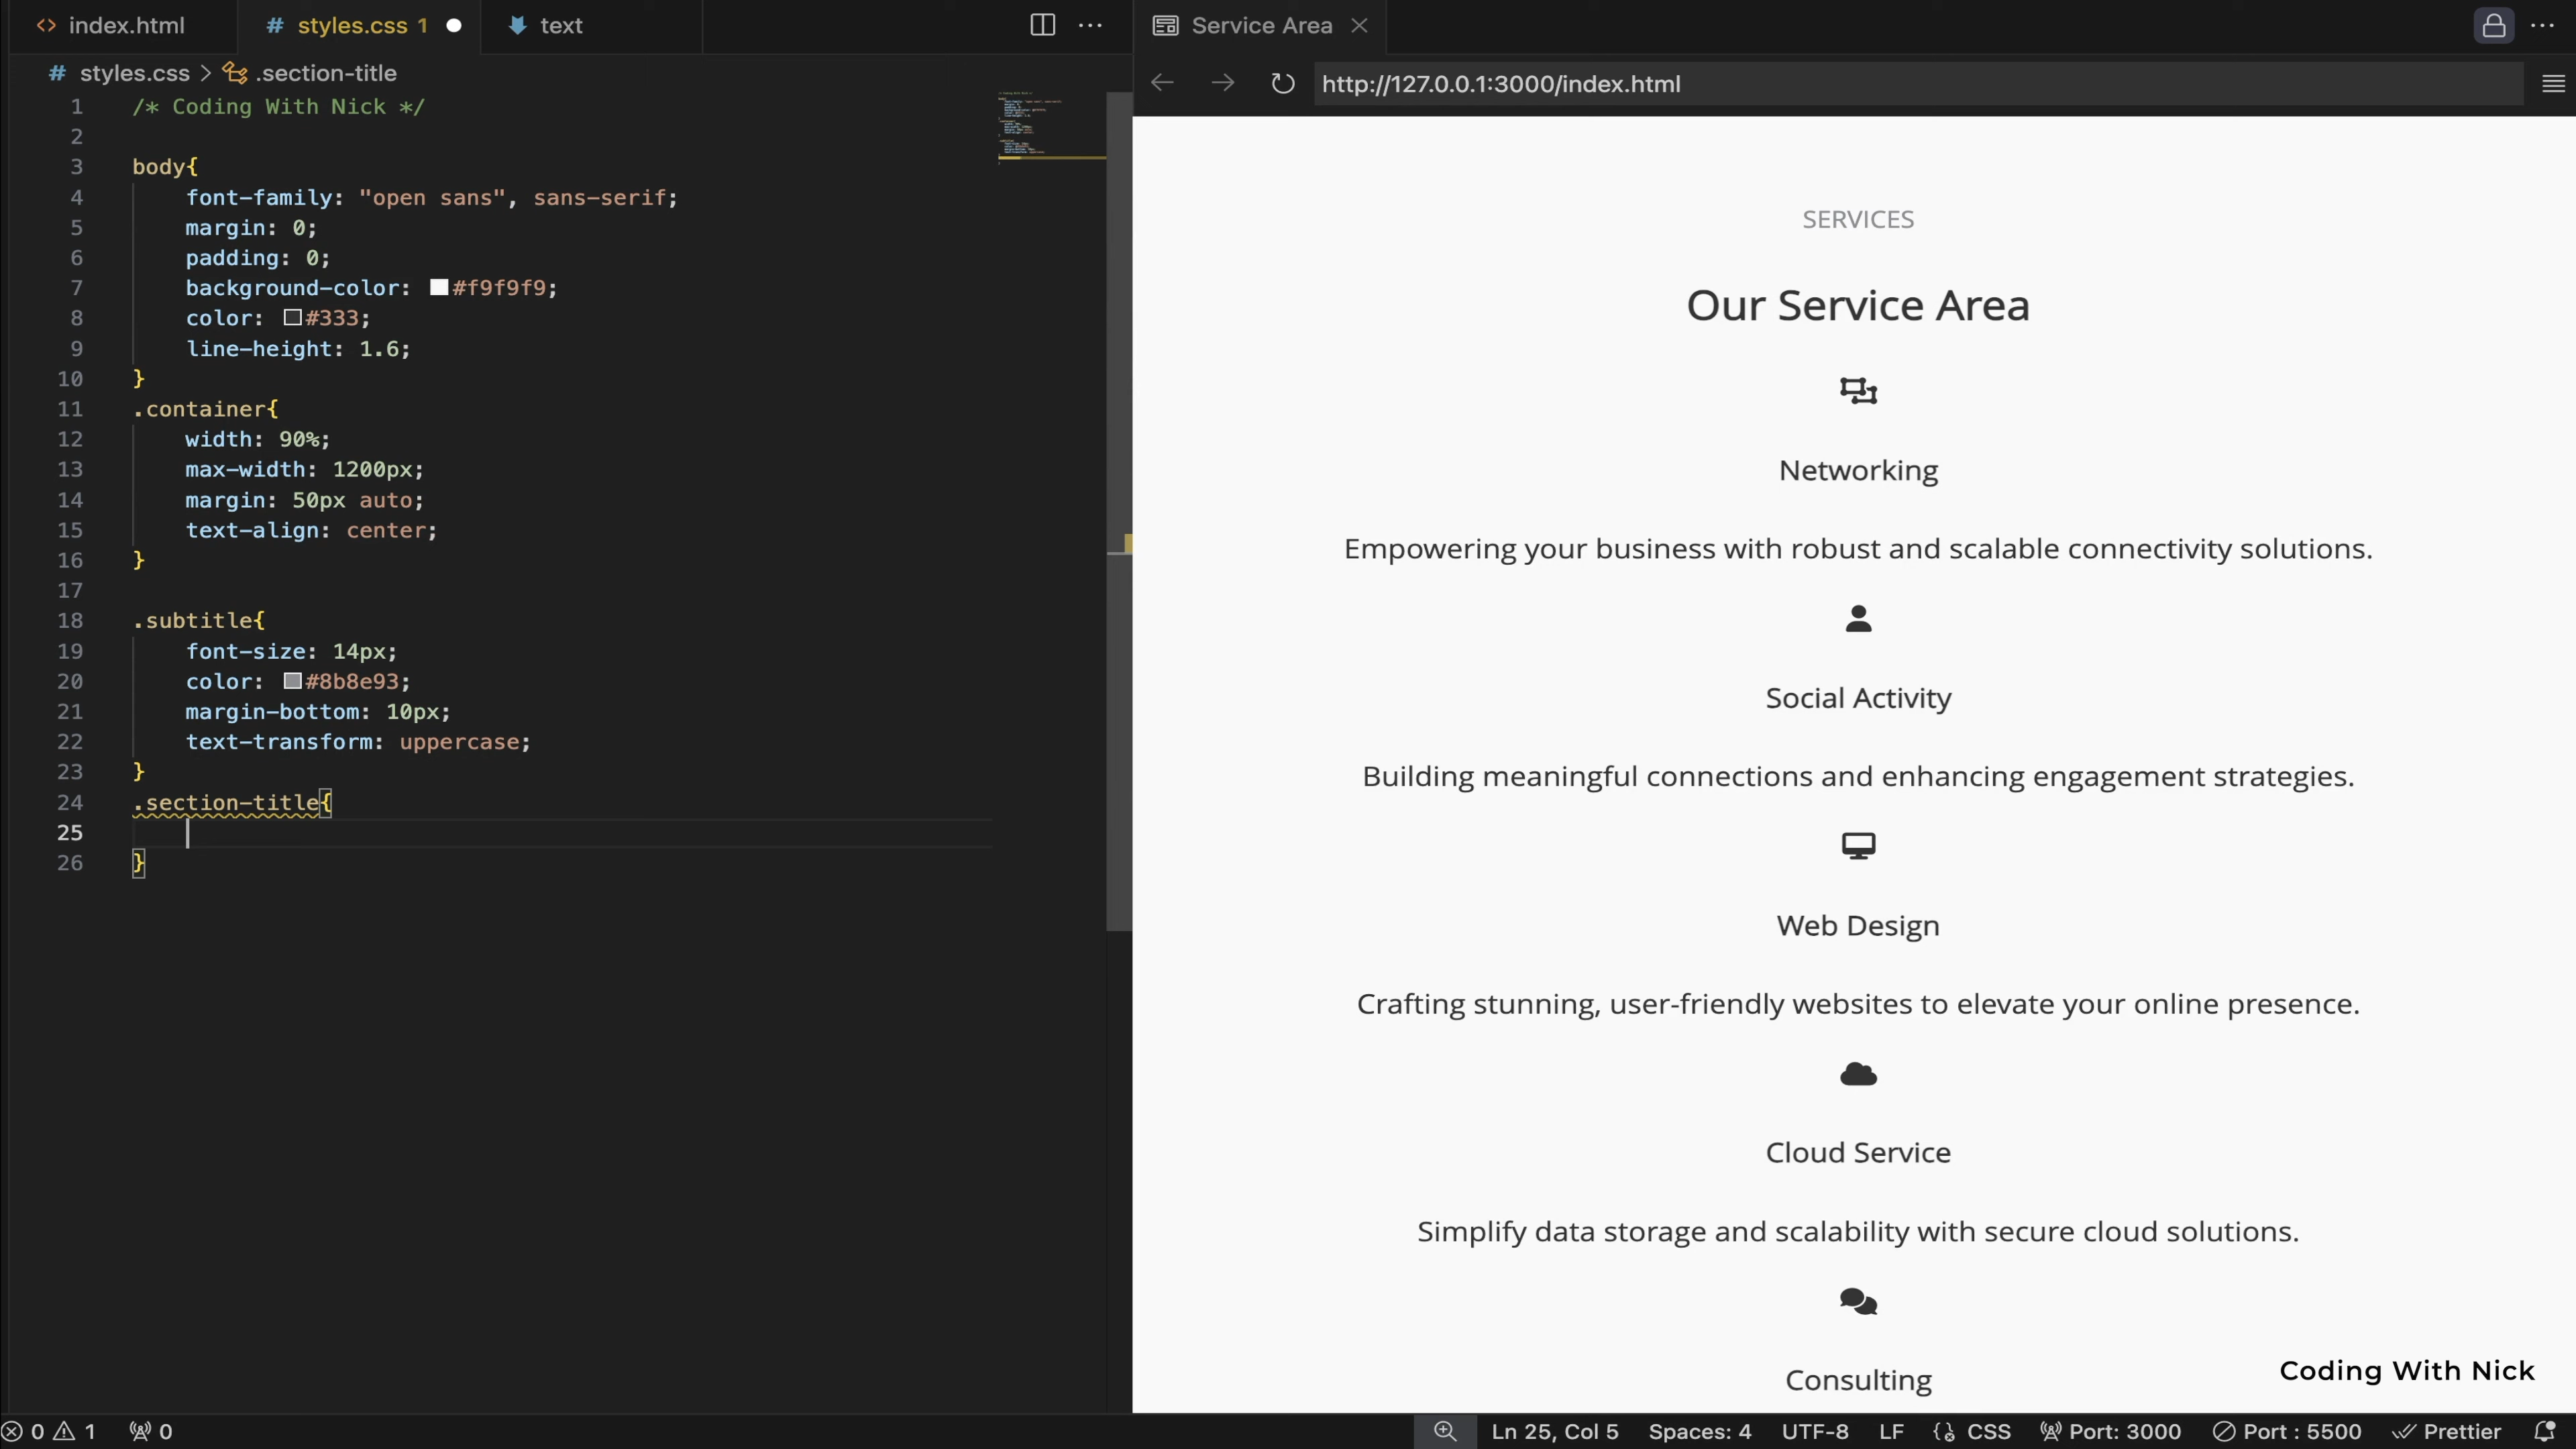 index.html
styles.css 1
text
styles.css > .section-title
1 /* Coding With Nick */
2
3 body{
4 font-family: "open sans", sans-serif;
5 margin: 0;
6 padding: 0;
7 background-color: #f9f9f9;
8 color: #333;
9 line-height: 1.6;
10 }
11 .container{
12 width: 90%;
13 max-width: 1200px;
14 margin: 50px auto;
15 text-align: center;
16 }
17
18 .subtitle{
19 font-size: 14px;
20 color: #8b8e93;
21 margin-bottom: 10px;
22 text-transform: uppercase;
23 }
24 .section-title{
25
26 }
Service Area
http://127.0.0.1:3000/index.html
SERVICES
Our Service Area
Networking
Empowering your business with robust and scalable connectivity solutions.
Social Activity
Building meaningful connections and enhancing engagement strategies.
Web Design
Crafting stunning, user-friendly websites to elevate your online presence.
Cloud Service
Simplify data storage and scalability with secure cloud solutions.
Consulting
Coding With Nick
0 1 0 Ln 25, Col 5 Spaces: 4 UTF-8 LF CSS Port: 3000 Port : 5500 Prettier